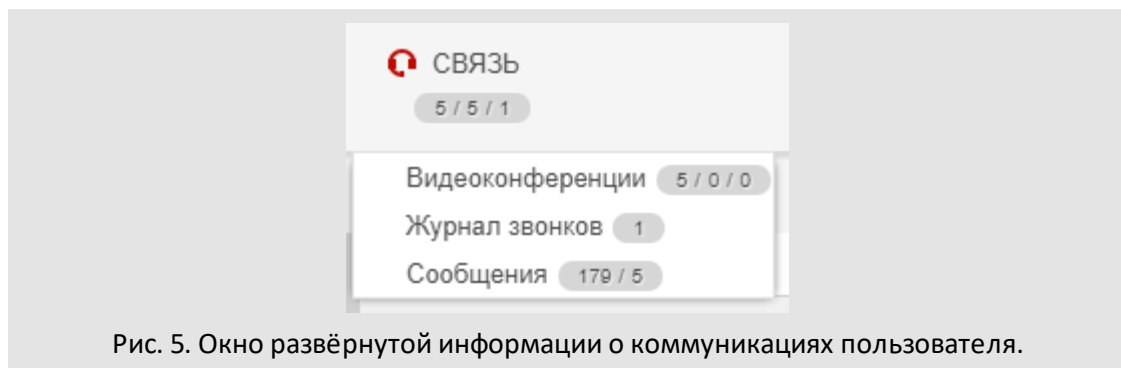 СВЯЗЬ
5 / 5 / 1
Видеоконференции 5 / 0 / 0
Журнал звонков 1
Сообщения 179 / 5
Рис. 5. Окно развёрнутой информации о коммуникациях пользователя.